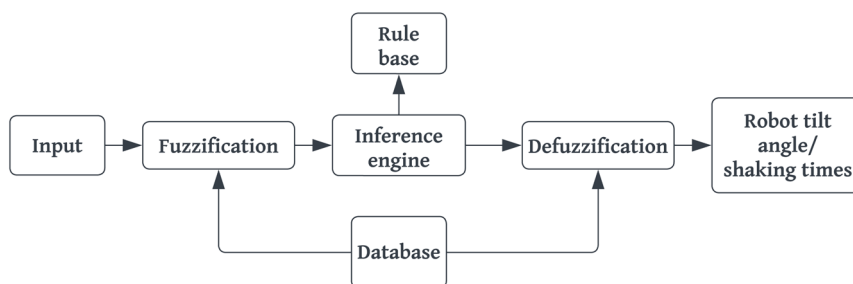 Rule
base
Input
Fuzzification
Inference
engine
Defuzzification
Robot tilt
angle/
shaking times
Database